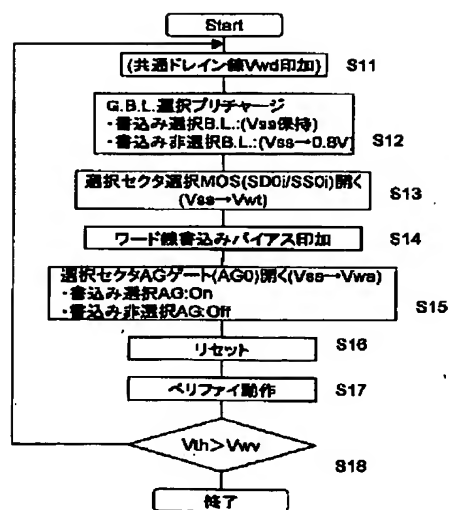 Start
(共通ドレイン線Vwd印加) S11
G.B.L.選択プリチャージ
・書込み選択B.L.:(Vss保持)
・書込み非選択B.L.:(Vss→0.8V) S12
選択セクタ選択MOS(SD0i/SS0i)開く
(Vss→Vwt) S13
ワード線書込みバイアス印加 S14
選択セクタAGゲート(AG0)開く(Vss→Vwa)
・書込み選択AG:On
・書込み非選択AG:Off S15
リセット S16
ベリファイ動作 S17
Vth>Vwv
S18
終了